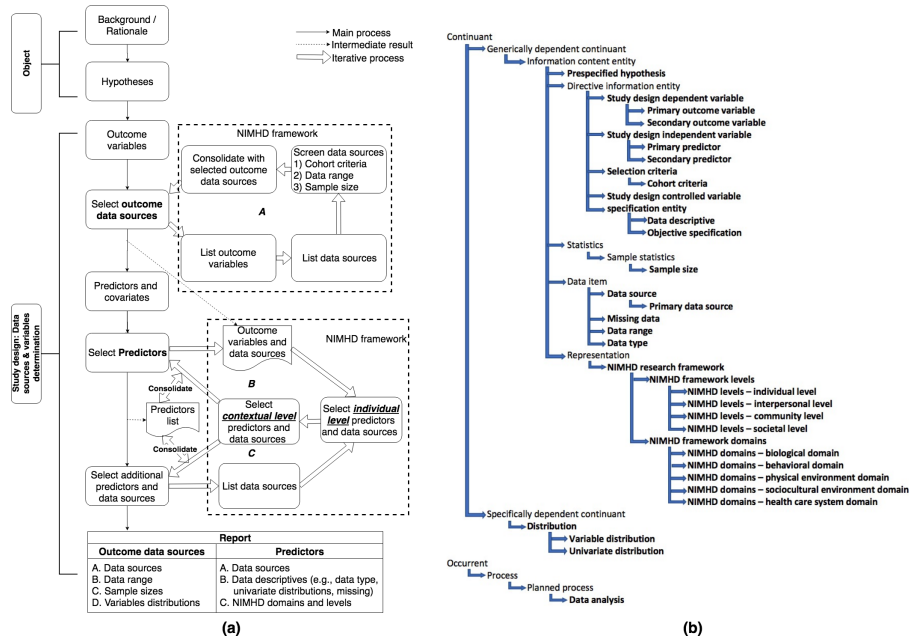 Background /
Rationale
Main process
Intermediate result
Iterative process
Object
Hypotheses
Outcome
variables
NIMHD framework
Consolidate with
selected outcome
data sources
Screen data sources
1) Cohort criteria
2) Data range
3) Sample size
Select outcome
data sources
A
List outcome
variables
List data sources
Predictors and
covariates
Study design: Data
sources & variables
determination
Outcome
variables and
data sources
NIMHD framework
Select Predictors
B
Consolidate
Predictors
list
Select
contextual level
predictors and
data sources
Select individual
level predictors
and data sources
Consolidate
C
Select additional
predictors and
data sources
List data sources
Report
Outcome data sources
Predictors
A. Data sources
B. Data range
C. Sample sizes
D. Variables distributions
A. Data sources
B. Data descriptives (e.g., data type,
univariate distributions, missing)
C. NIMHD domains and levels
(a)
Continuant
Generically dependent continuant
Information content entity
Prespecified hypothesis
Directive information entity
Study design dependent variable
Primary outcome variable
Secondary outcome variable
Study design independent variable
Primary predictor
Secondary predictor
Selection criteria
Cohort criteria
Study design controlled variable
specification entity
Data descriptive
Objective specification
Statistics
Sample statistics
Sample size
Data item
Data source
Primary data source
Missing data
Data range
Data type
Representation
NIMHD research framework
NIMHD framework levels
NIMHD levels – individual level
NIMHD levels – interpersonal level
NIMHD levels – community level
NIMHD levels – societal level
NIMHD framework domains
NIMHD domains – biological domain
NIMHD domains – behavioral domain
NIMHD domains – physical environment domain
NIMHD domains – sociocultural environment domain
NIMHD domains – health care system domain
Specifically dependent continuant
Distribution
Variable distribution
Univariate distribution
Occurrent
Process
Planned process
Data analysis
(b)